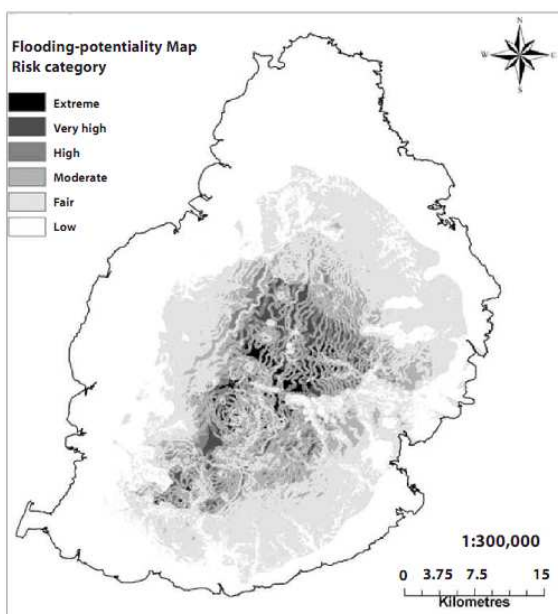 Flooding-potentiality Map
Risk category
Extreme
Very high
High
Moderate
Fair
Low
N
W E
S
1:300,000
0 3.75 7.5 15
Kilometres